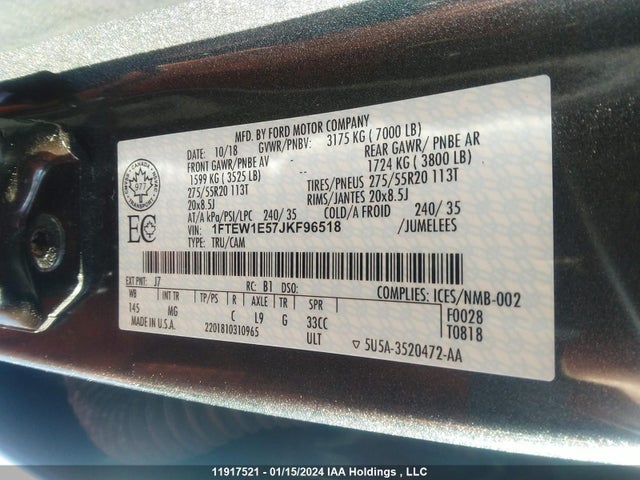 MFD. BY FORD MOTOR COMPANY
10/18 GVWR/PNBV: 3175 KG ( 7000 LB)
FRONT GAWR/PNBE AV REAR GAWR/ PNBE AR
1599 KG ( 3525 LB) -- 1724 KG ( 3800 LB)
275/55R20 113T TIRES/PNEUS 275/55R20 113T
20x8.5J RIMS/JANTES 20x8.5J
AT/A kPa/PSI/LPC 240/ 35 COLD/A FROID 240/ 35
VIN: 1FTEW1E57JKF96518 /JUMELEES
TYPE: TRU/CAM
CANADA
977
TRANSPORT
EC
EXT PNT: J7 RC: B1 DSO: COMPLIES: ICES/NMB-002
WB INT TR TP/PS R AXLE TR SPR F0028
145 MG C L9 G 33CC T0818
MADE IN U.S.A. 2201810310965 ULT ▽ 5U5A-3520472-AA
11917521 - 01/15/2024 IAA Holdings , LLC